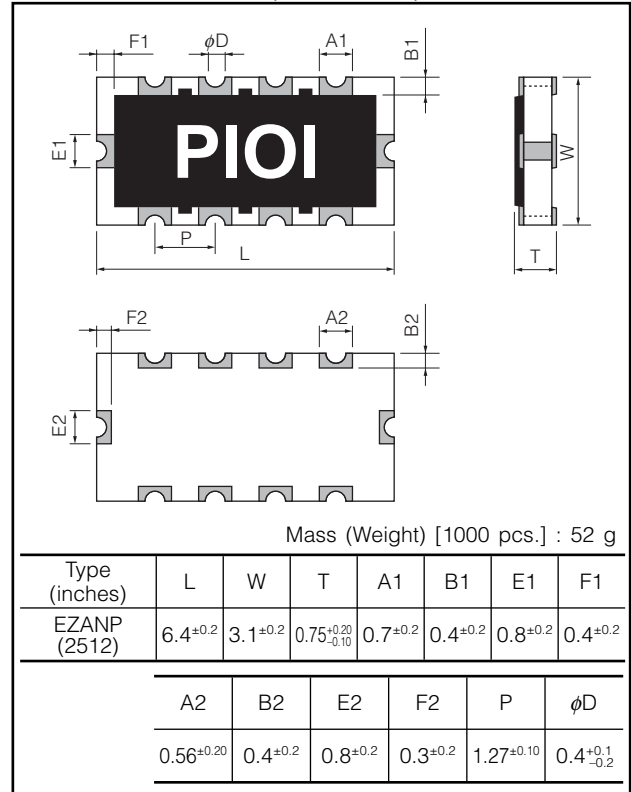 F1 φD A1 B1
E1 PIOI W
P T
L
F2 A2 B2
E2
Mass (Weight) [1000 pcs.] : 52 g
Type (inches) L W T A1 B1 E1 F1
EZANP (2512) 6.4±0.2 3.1±0.2 0.75+0.20 −0.10 0.7±0.2 0.4±0.2 0.8±0.2 0.4±0.2
A2 B2 E2 F2 P φD
0.56±0.20 0.4±0.2 0.8±0.2 0.3±0.2 1.27±0.10 0.4+0.1 −0.2